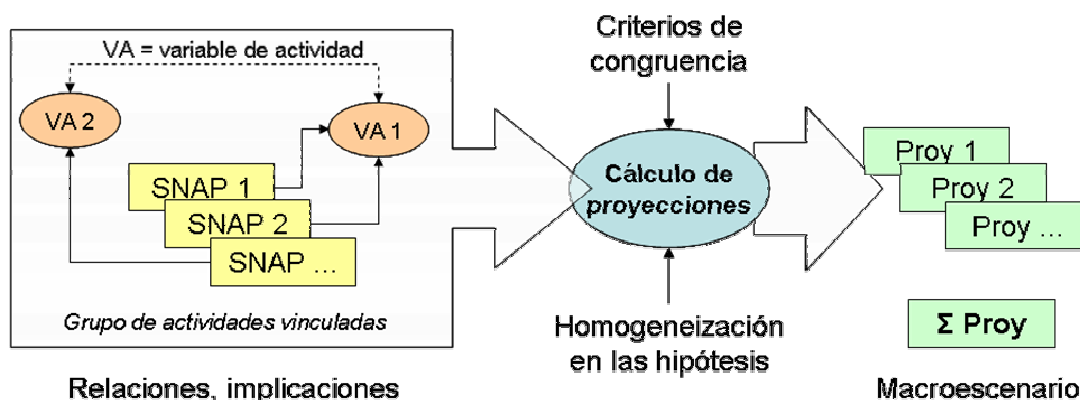 VA = variable de actividad
VA 2
VA 1
SNAP 1
SNAP 2
SNAP ...
Grupo de actividades vinculadas
Relaciones, implicaciones
Criterios de
congruencia
Cálculo de
proyecciones
Homogeneización
en las hipótesis
Proy 1
Proy 2
Proy ...
Σ Proy
Macroescenario